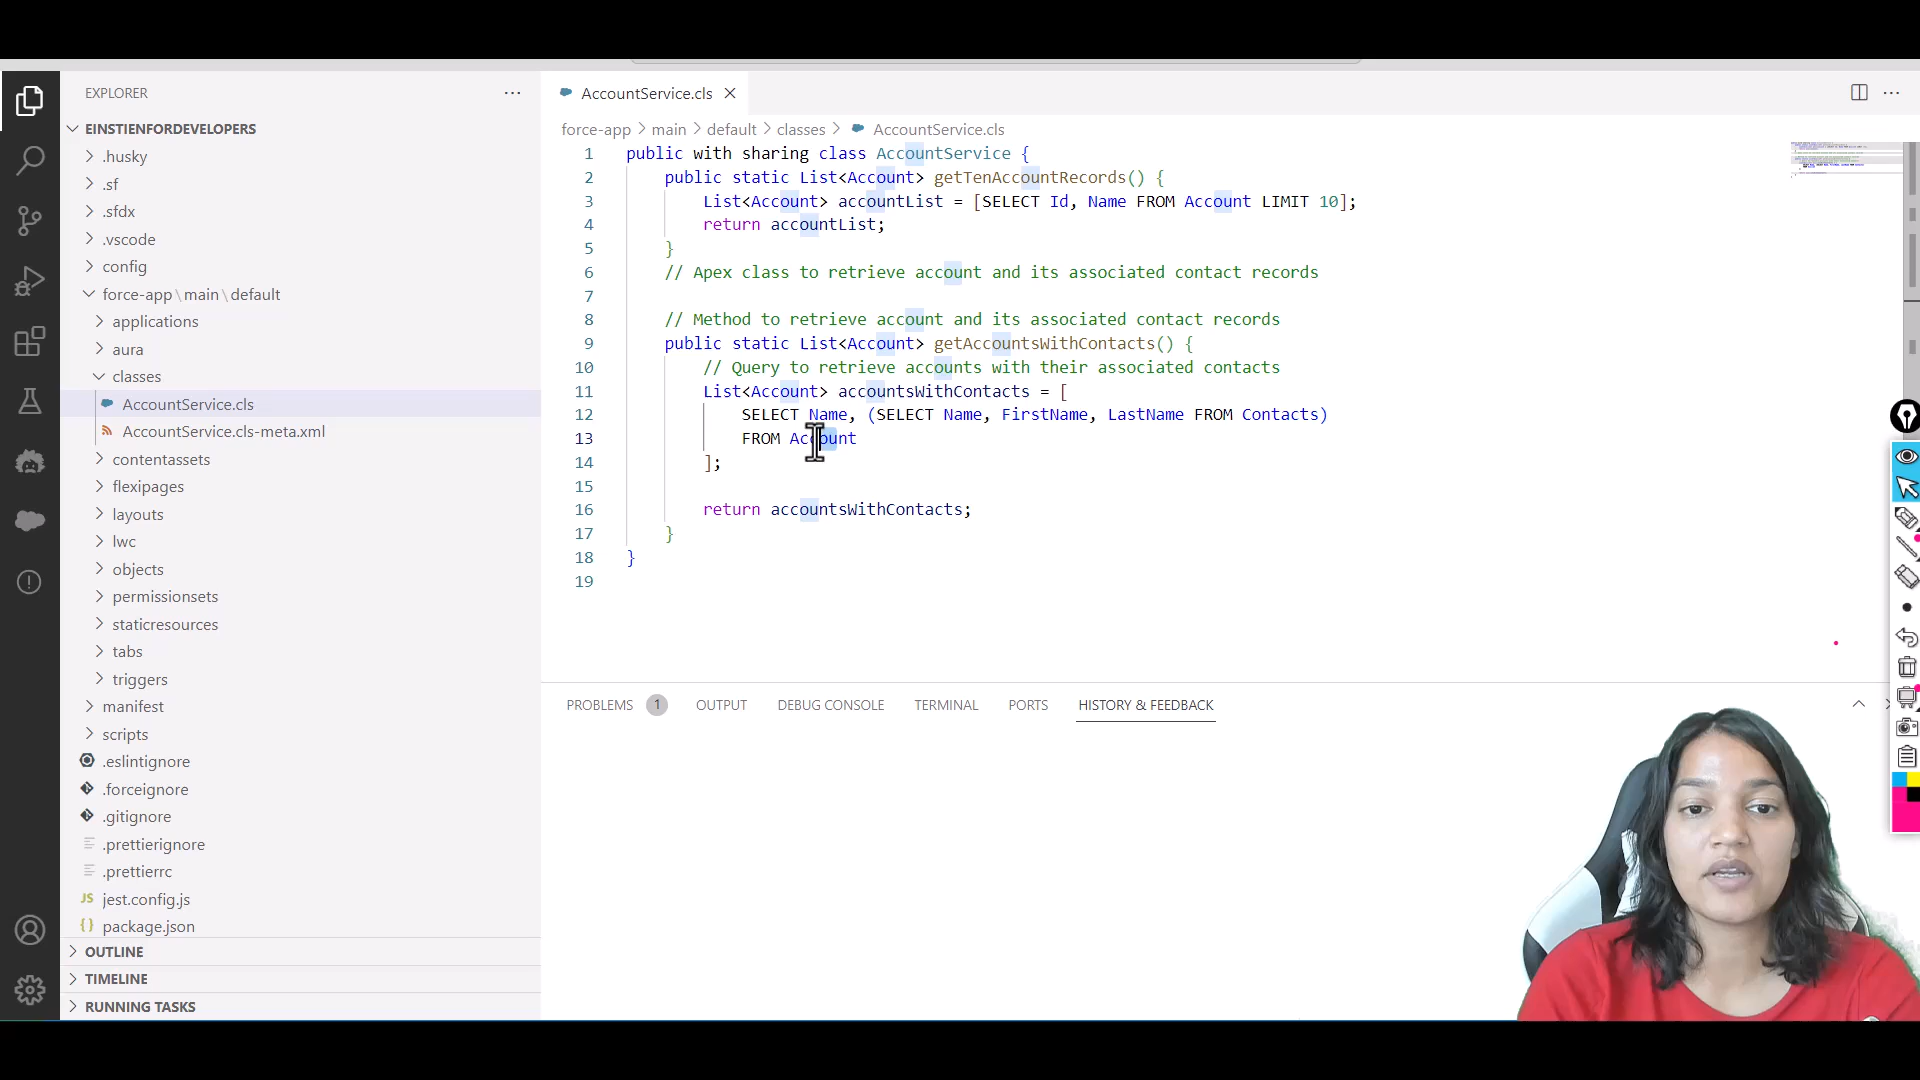 EXPLORER
EINSTIENFORDEVELOPERS
.husky
.sf
.sfdx
.vscode
config
force-app\main\default
applications
aura
classes
AccountService.cls
AccountService.cls-meta.xml
contentassets
flexipages
layouts
lwc
objects
permissionsets
staticresources
tabs
triggers
manifest
scripts
.eslintignore
.forceignore
.gitignore
.prettierignore
.prettierrc
JS jest.config.js
{} package.json
OUTLINE
TIMELINE
RUNNING TASKS
AccountService.cls
force-app > main > default > classes > AccountService.cls
1 public with sharing class AccountService {
2 public static List<Account> getTenAccountRecords() {
3 List<Account> accountList = [SELECT Id, Name FROM Account LIMIT 10];
4 return accountList;
5 }
6 // Apex class to retrieve account and its associated contact records
7
8 // Method to retrieve account and its associated contact records
9 public static List<Account> getAccountsWithContacts() {
10 // Query to retrieve accounts with their associated contacts
11 List<Account> accountsWithContacts = [
12 SELECT Name, (SELECT Name, FirstName, LastName FROM Contacts)
13 FROM Account
14 ];
15
16 return accountsWithContacts;
17 }
18 }
19
PROBLEMS 1 OUTPUT DEBUG CONSOLE TERMINAL PORTS HISTORY & FEEDBACK